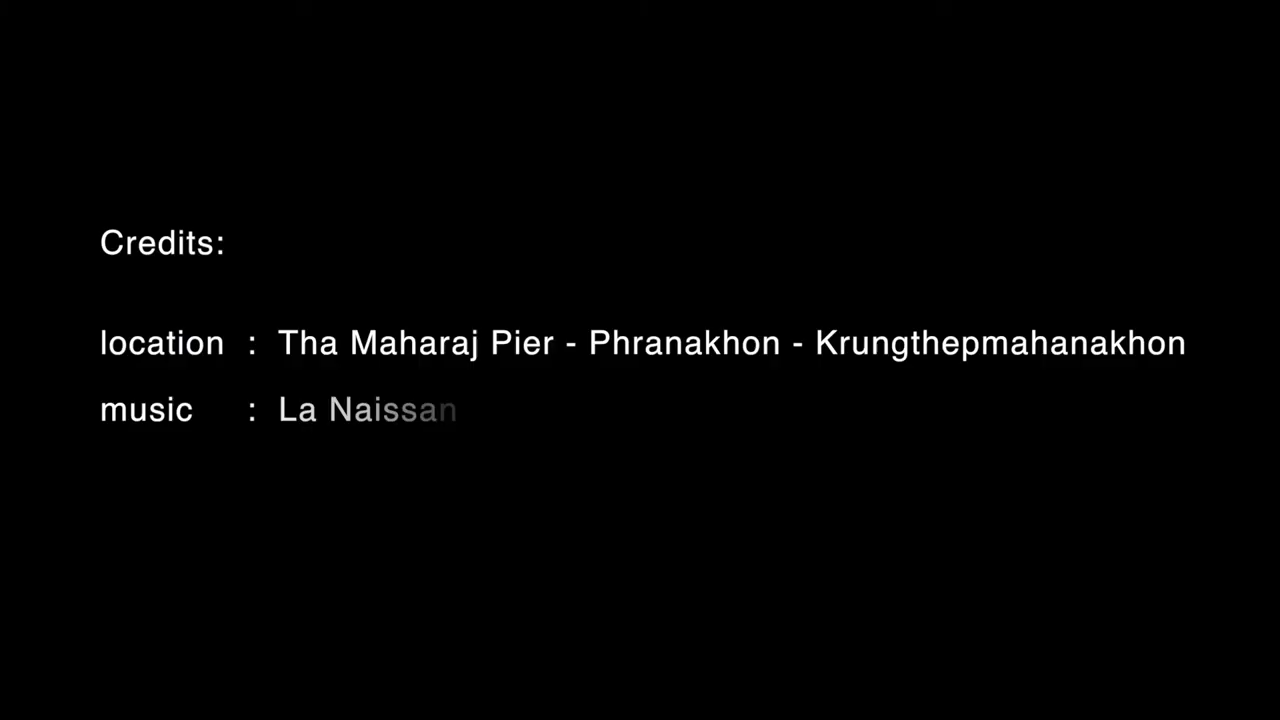 Credits:
location : Tha Maharaj Pier - Phranakhon - Krungthepmahanakhon
music : La Naissan